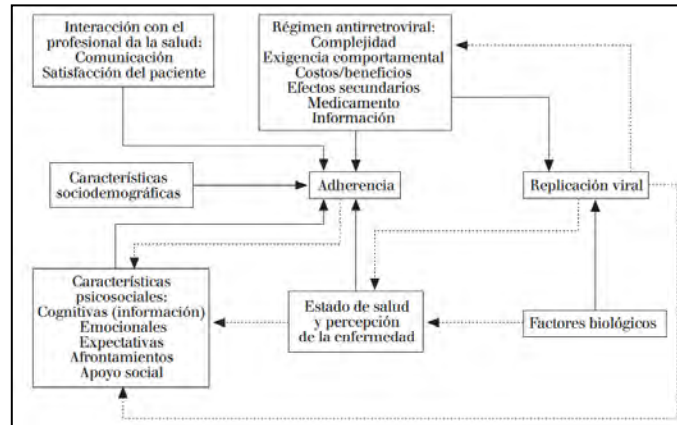 Interacción con el
profesional da la salud:
Comunicación
Satisfacción del paciente
Régimen antirretroviral:
Complejidad
Exigencia comportamental
Costos/beneficios
Efectos secundarios
Medicamento
Información
Características
sociodemográficas
Adherencia
Replicación viral
Características
psicosociales:
Cognitivas (información)
Emocionales
Expectativas
Afrontamientos
Apoyo social
Estado de salud
y percepción
de la enfermedad
Factores biológicos